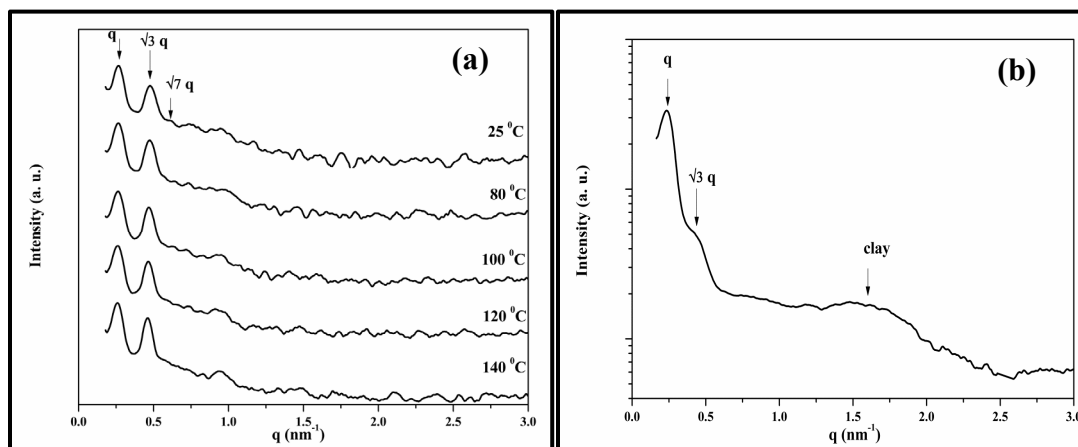 (a)
q
√3 q
√7 q
25 ⁰C
80 ⁰C
100 ⁰C
120 ⁰C
140 ⁰C
Intensity (a. u.)
0.0 0.5 1.0 1.5 2.0 2.5 3.0
q (nm⁻¹)
(b)
q
√3 q
clay
Intensity (a. u.)
0.0 0.5 1.0 1.5 2.0 2.5 3.0
q (nm⁻¹)